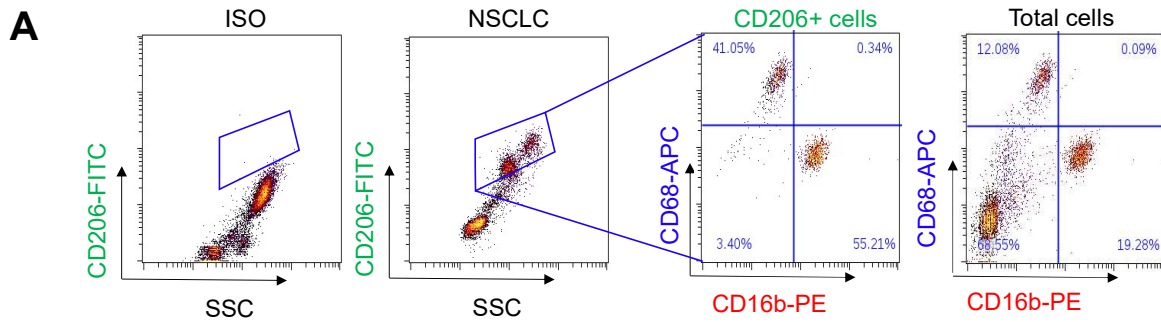 A
ISO
NSCLC
CD206+ cells
Total cells
CD206-FITC
SSC
CD206-FITC
SSC
41.05%
0.34%
3.40%
55.21%
CD68-APC
CD16b-PE
12.08%
0.09%
68.55%
19.28%
CD68-APC
CD16b-PE